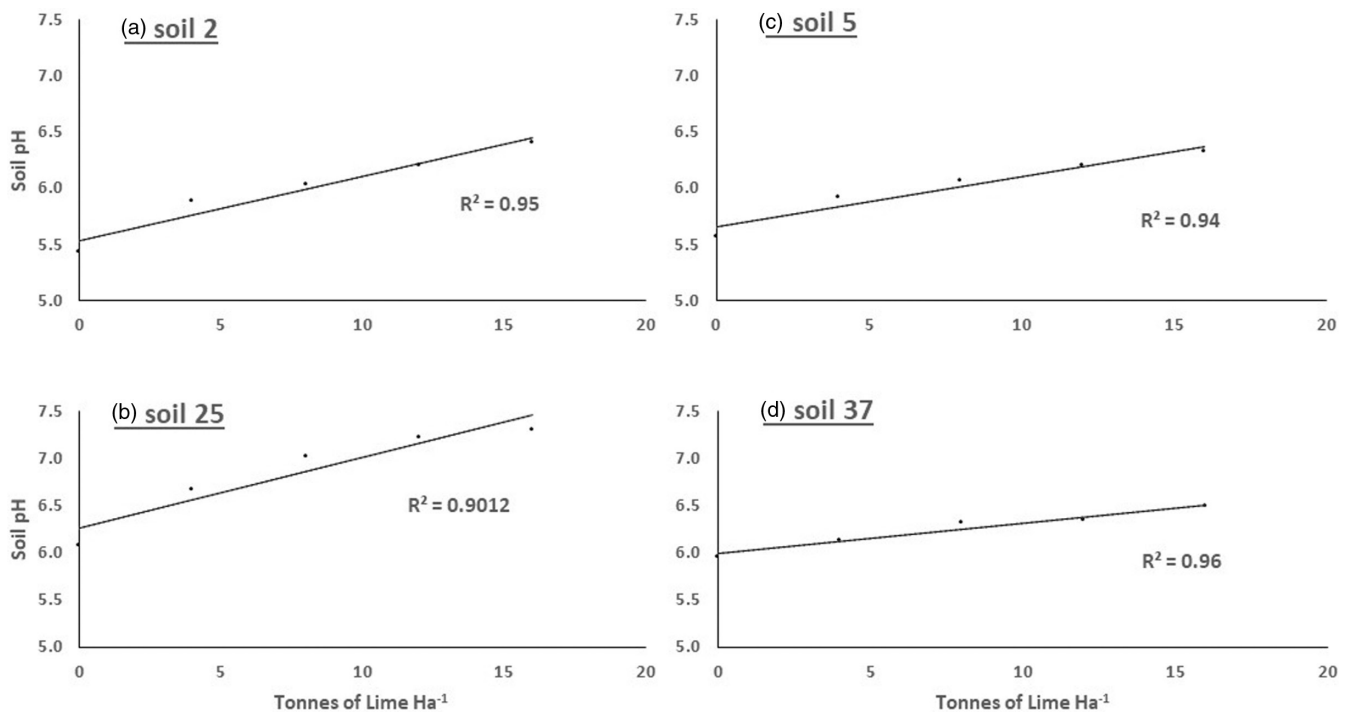 (a) soil 2
7.5
7.0
6.5
6.0
5.5
5.0
Soil pH
R² = 0.95
0 5 10 15 20
(c) soil 5
7.5
7.0
6.5
6.0
5.5
5.0
R² = 0.94
0 5 10 15 20
(b) soil 25
7.5
7.0
6.5
6.0
5.5
5.0
Soil pH
R² = 0.9012
0 5 10 15 20
Tonnes of Lime Ha⁻¹
(d) soil 37
7.5
7.0
6.5
6.0
5.5
5.0
R² = 0.96
0 5 10 15 20
Tonnes of Lime Ha⁻¹